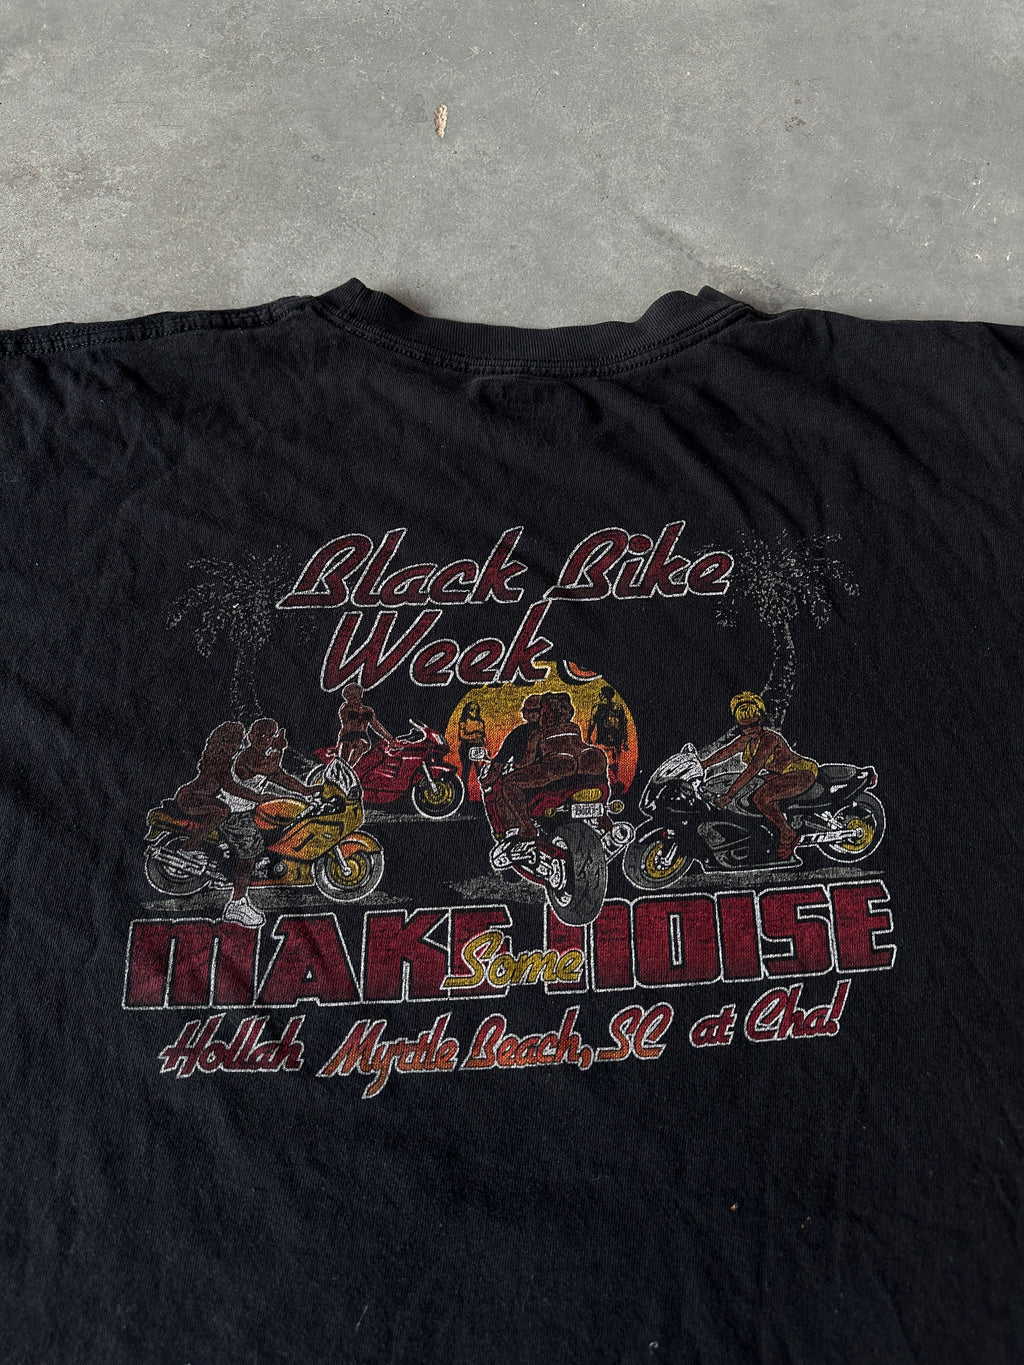 Black Bike
Week
MAKE Some NOISE
Hollah Myrtle Beach, SC at Cha!